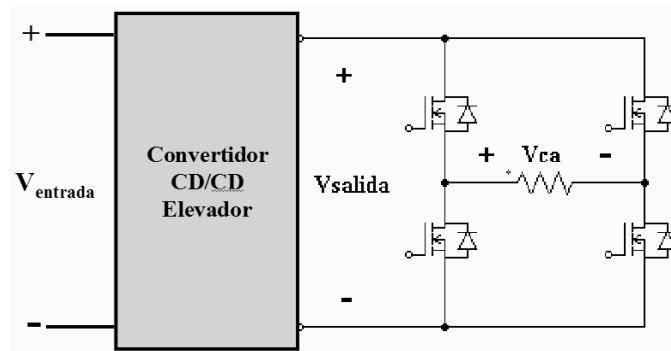 +
-
V entrada
Convertidor
CD/CD
Elevador
+
Vsalida
-
+ Vca -